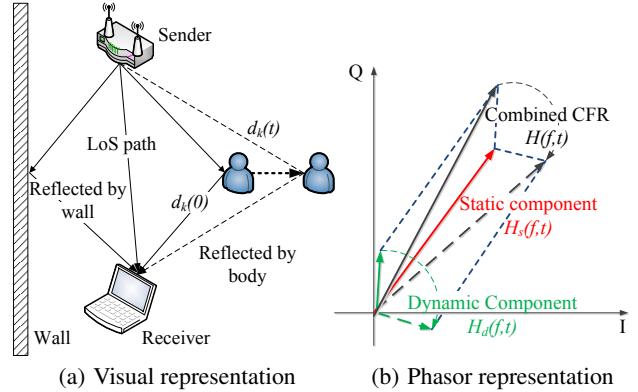 Sender
d_k(t)
LoS path
Reflected by
wall
d_k(0)
Reflected by
body
Wall
Receiver
(a) Visual representation
Q
Combined CFR
H(f,t)
Static component
H_s(f,t)
Dynamic Component
H_d(f,t)
I
(b) Phasor representation